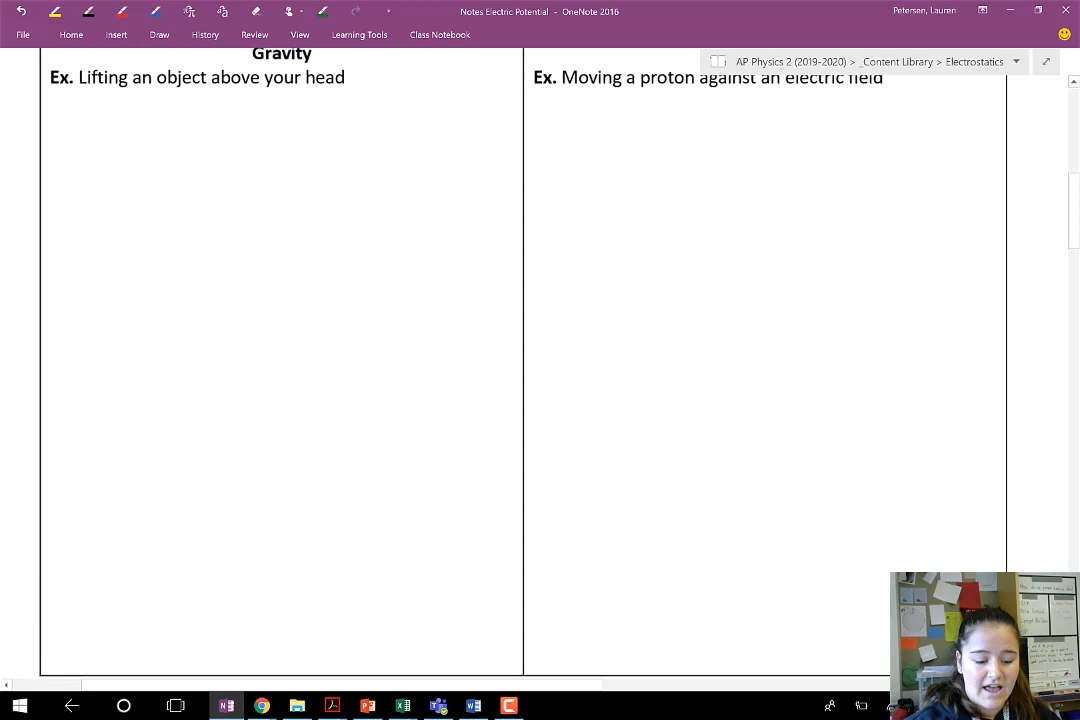 Notes Electric Potential - OneNote 2016
Petersen, Lauren
File Home Insert Draw History Review View Learning Tools Class Notebook
AP Physics 2 (2019-2020) > _Content Library > Electrostatics
Gravity
Ex. Lifting an object above your head
Ex. Moving a proton against an electric field